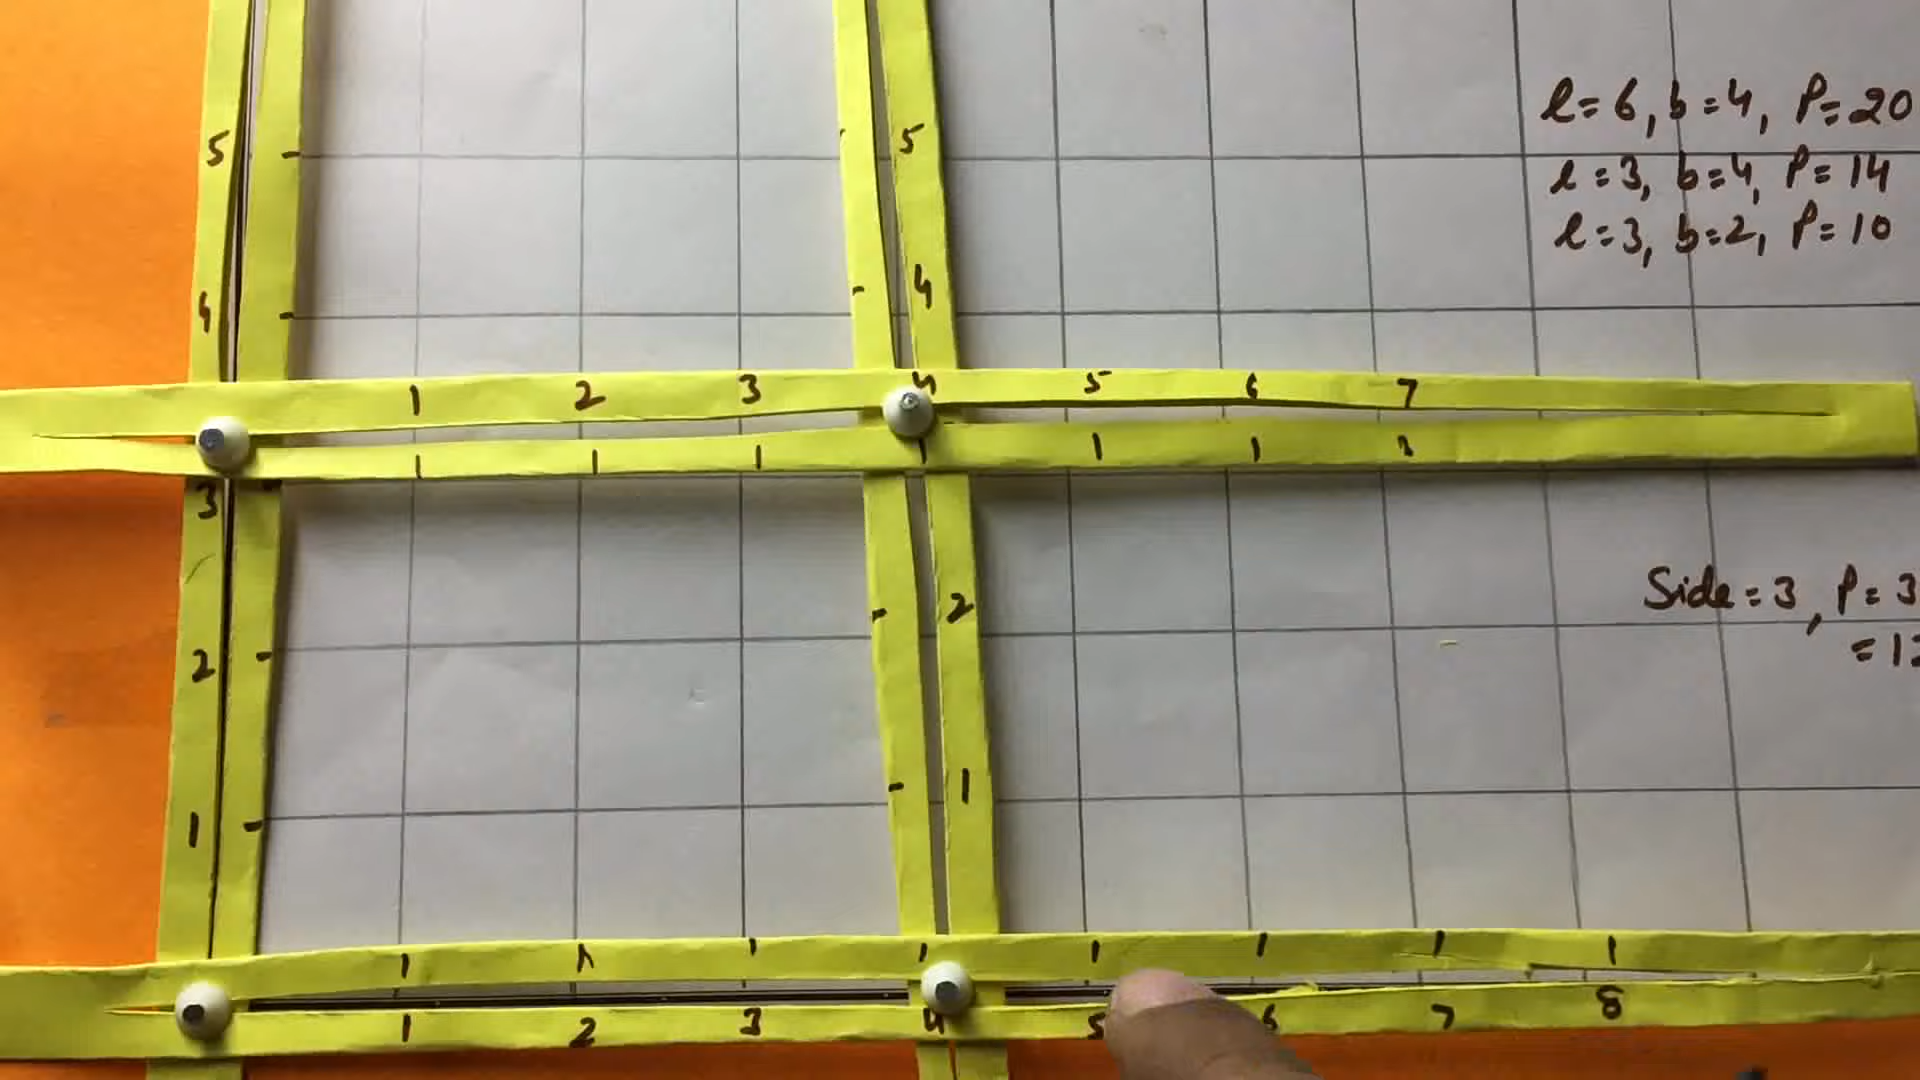 5 5
4 4
1 2 3 4 5 6 7
3
2 2
1 1
1 2 3 4 5 6 7 8
l=6, b=4, P=20
l=3, b=4, P=14
l=3, b=2, P=10
Side=3, P=3
=12